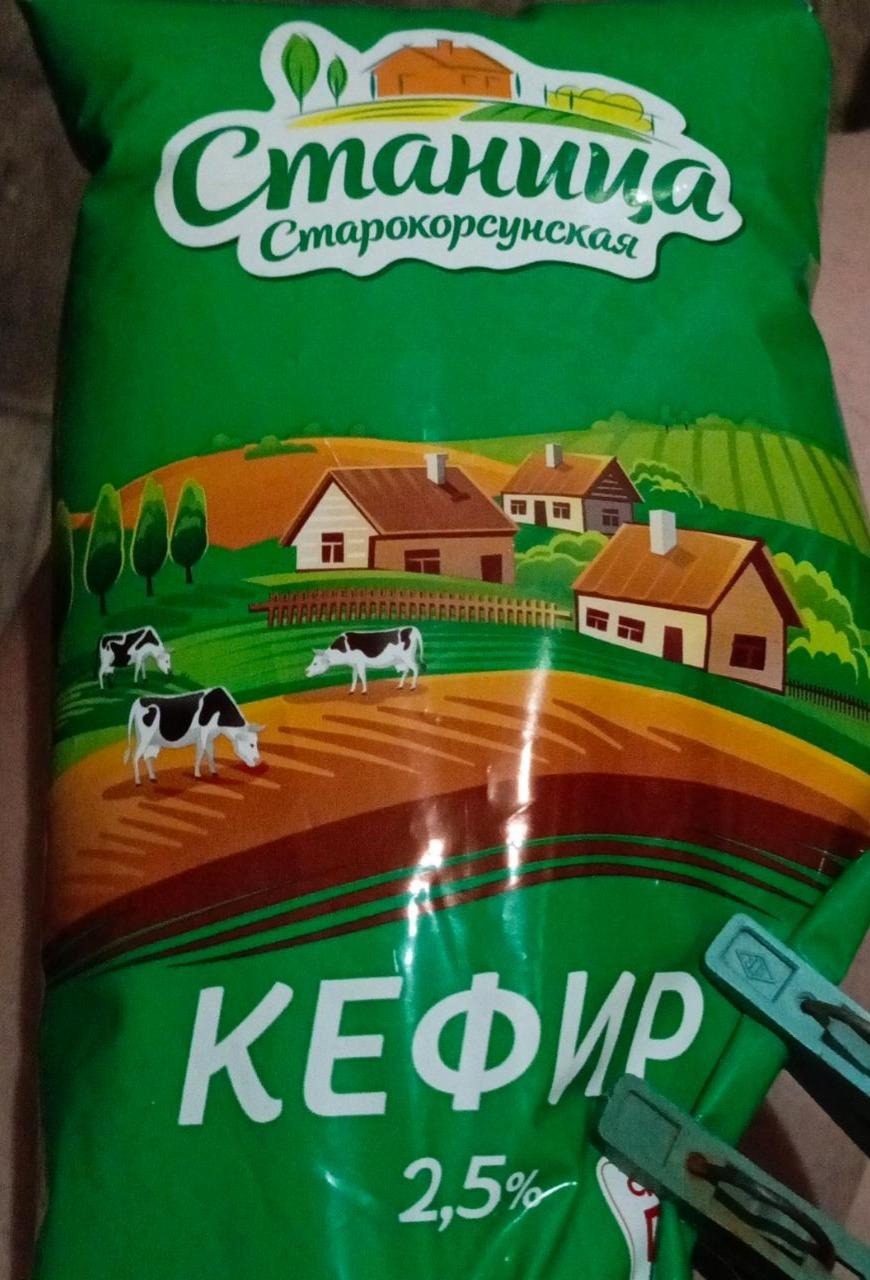 Станица
Старокорсунская
КЕФИР
2,5%